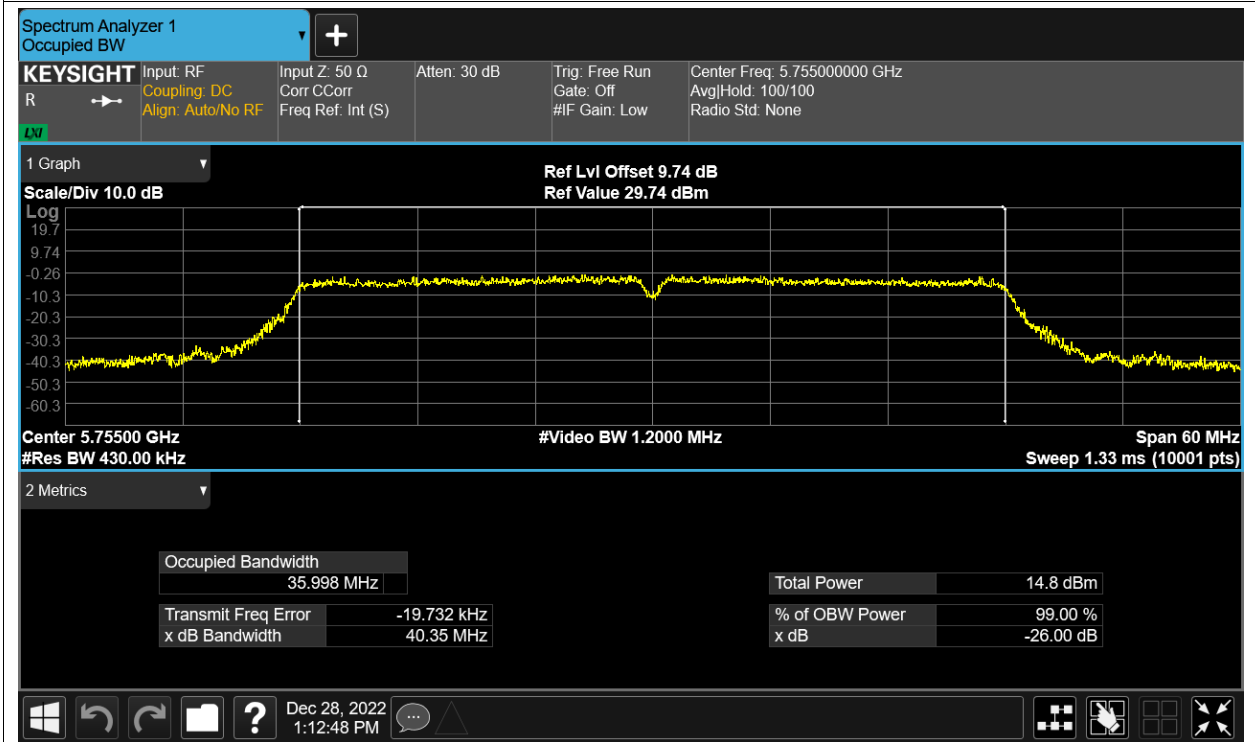 Spectrum Analyzer 1
Occupied BW
+
KEYSIGHT
R
LXI
Input: RF
Coupling: DC
Align: Auto/No RF
Input Z: 50 Ω
Corr CCorr
Freq Ref: Int (S)
Atten: 30 dB
Trig: Free Run
Gate: Off
#IF Gain: Low
Center Freq: 5.755000000 GHz
Avg|Hold: 100/100
Radio Std: None
1 Graph
Scale/Div 10.0 dB
Ref Lvl Offset 9.74 dB
Ref Value 29.74 dBm
Log
19.7
9.74
-0.26
-10.3
-20.3
-30.3
-40.3
-50.3
-60.3
Center 5.75500 GHz
#Video BW 1.2000 MHz
Span 60 MHz
#Res BW 430.00 kHz
Sweep 1.33 ms (10001 pts)
2 Metrics
Occupied Bandwidth
35.998 MHz
Total Power 14.8 dBm
Transmit Freq Error -19.732 kHz
% of OBW Power 99.00 %
x dB Bandwidth 40.35 MHz
x dB -26.00 dB
?
Dec 28, 2022
1:12:48 PM